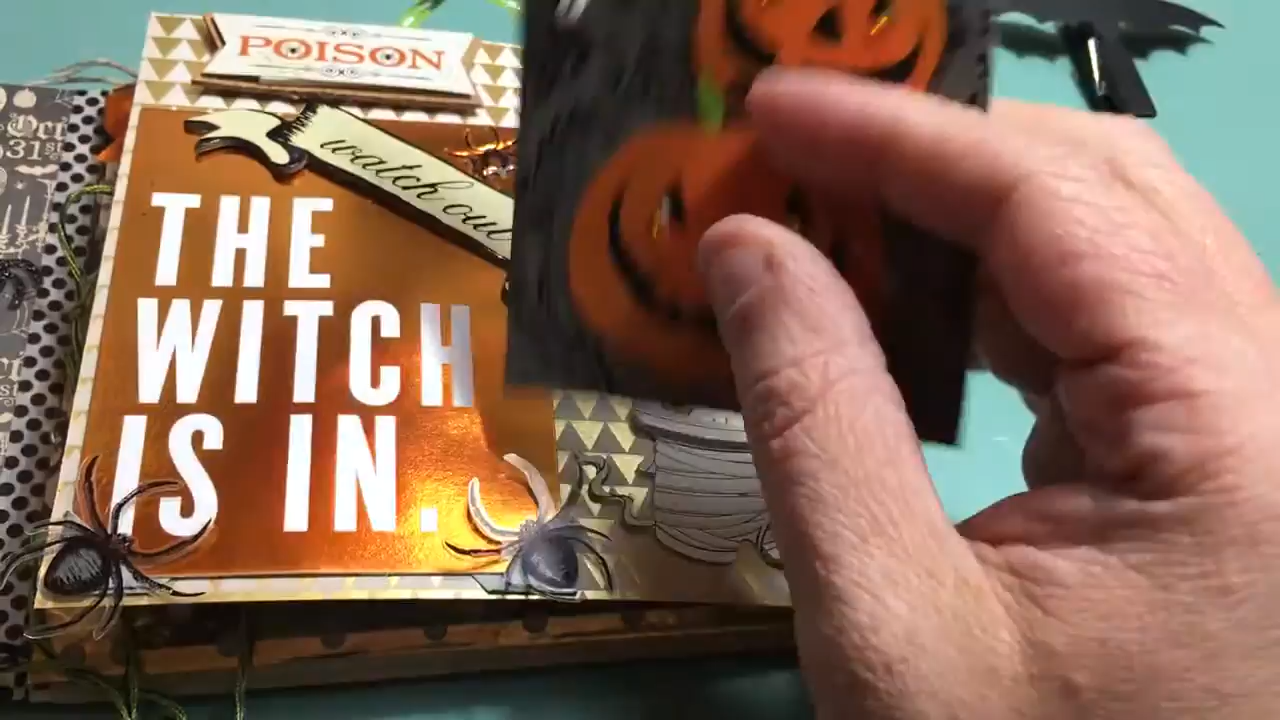 POISON
watch out
THE
WITCH
IS IN.
Oct
31st